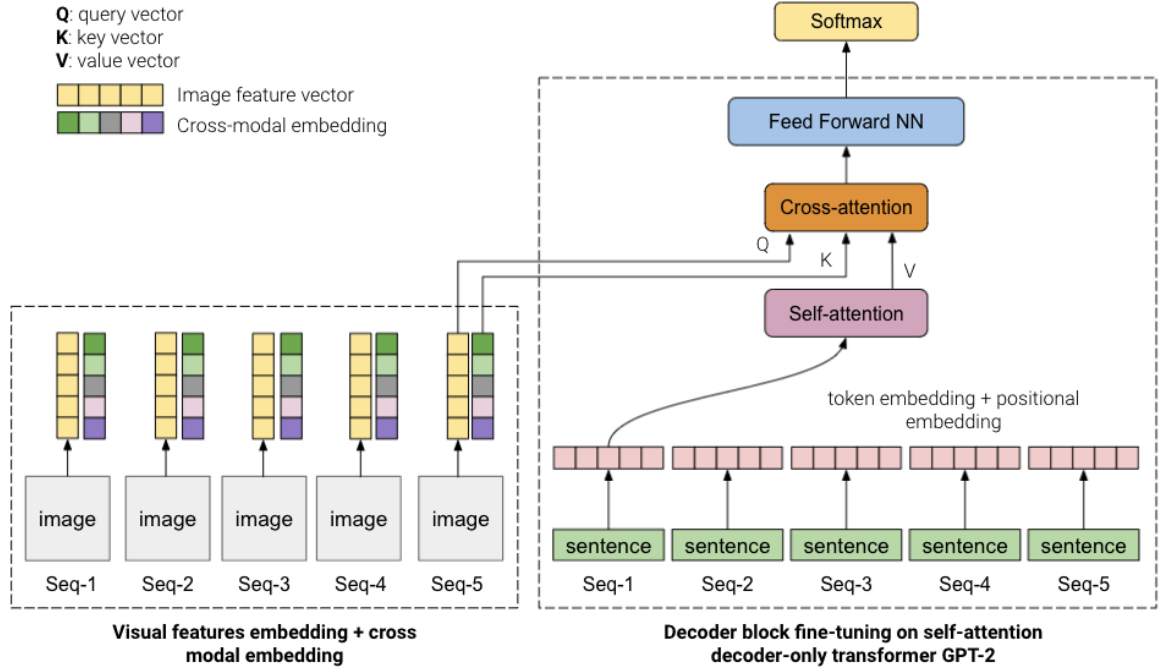 Q: query vector
K: key vector
V: value vector
Image feature vector
Cross-modal embedding
Softmax
Feed Forward NN
Cross-attention
Q
K
V
Self-attention
token embedding + positional
embedding
image
image
image
image
image
Seq-1
Seq-2
Seq-3
Seq-4
Seq-5
sentence
sentence
sentence
sentence
sentence
Seq-1
Seq-2
Seq-3
Seq-4
Seq-5
Visual features embedding + cross
modal embedding
Decoder block fine-tuning on self-attention
decoder-only transformer GPT-2